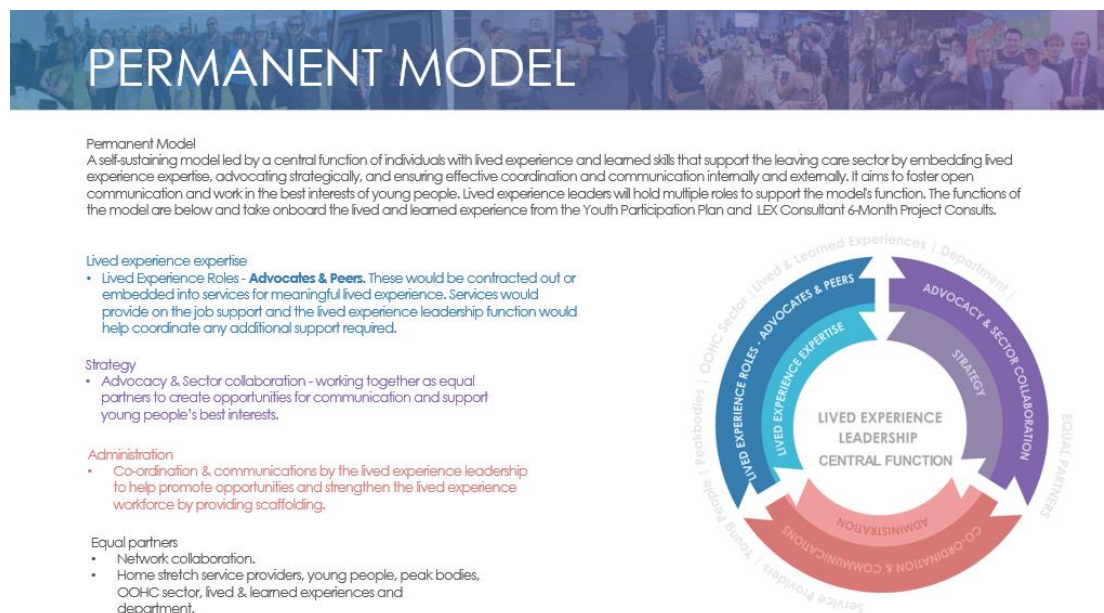 PERMANENT MODEL
Permanent Model
A self-sustaining model led by a central function of individuals with lived experience and learned skills that support the leaving care sector by embedding lived
experience expertise, advocating strategically, and ensuring effective coordination and communication internally and externally. It aims to foster open
communication and work in the best interests of young people. Lived experience leaders will hold multiple roles to support the model's function. The functions of
the model are below and take onboard the lived and learned experience from the Youth Participation Plan and LEX Consultant 6-Month Project Consults.
Lived experience expertise
• Lived Experience Roles - Advocates & Peers. These would be contracted out or
embedded into services for meaningful lived experience. Services would
provide on the job support and the lived experience leadership function would
help coordinate any additional support required.
Strategy
• Advocacy & Sector collaboration - working together as equal
partners to create opportunities for communication and support
young people's best interests.
Administration
• Co-ordination & communications by the lived experience leadership
to help promote opportunities and strengthen the lived experience
workforce by providing scaffolding.
Equal partners
• Network collaboration.
• Home stretch service providers, young people, peak bodies,
OOHC sector, lived & learned experiences and
department.
Service Providers | Young People | Peakbodies | OOHC Sector | Lived & Learned Experiences | Department |
EQUAL PARTNERS
LIVED EXPERIENCE ROLES - ADVOCATES & PEERS
LIVED EXPERIENCE EXPERTISE
ADVOCACY & SECTOR COLLABORATION
STRATEGY
LIVED EXPERIENCE
LEADERSHIP
CENTRAL FUNCTION
ADMINISTRATION
CO-ORDINATION & COMMUNICATIONS